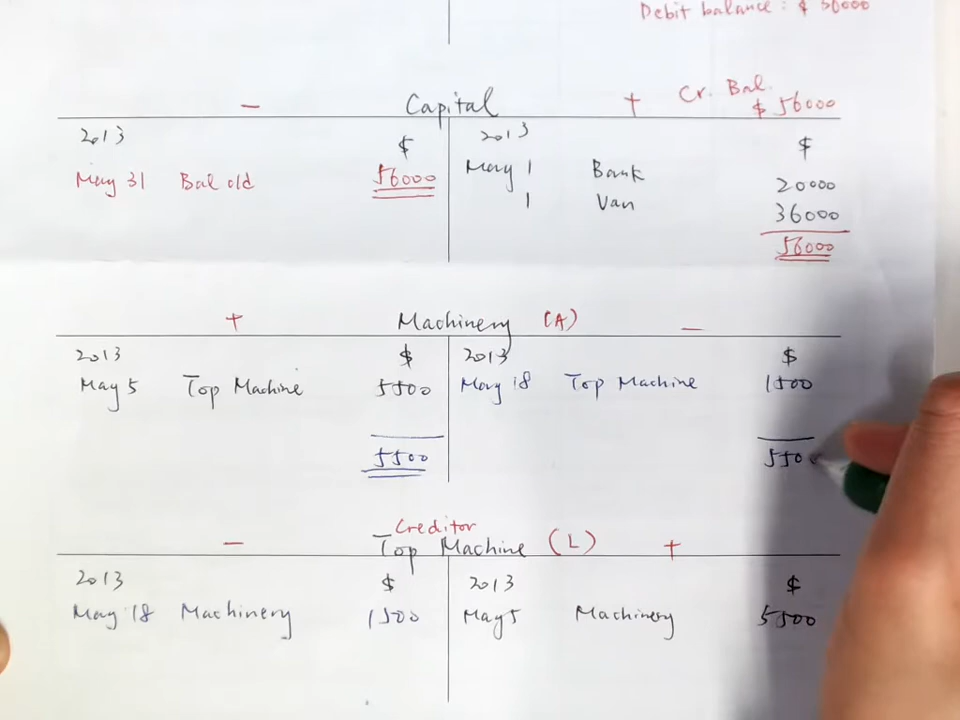 Debit balance : $ 36000
− Capital + Cr. Bal. $ 56000
2013 $ 2013 $
May 31 Bal c/d 56000 May 1 Bank 20000
1 Van 36000
56000
+ Machinery (A) −
2013 $ 2013 $
May 5 Top Machine 5500 May 18 Top Machine 1500
5500 5500
Creditor
− Top Machine (L) +
2013 $ 2013 $
May 18 Machinery 1500 May 5 Machinery 5500